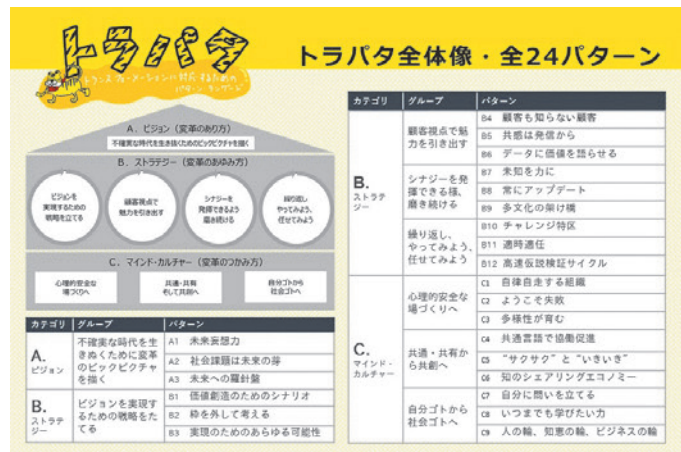 トラパタ
トランスフォーメーションに対応するための
パターン・ランゲージ
トラパタ全体像・全24パターン
A. ビジョン（変革のあり方）
不確実な時代を生き抜くためのビックピクチャを描く
B. ストラテジー（変革のあゆみ方）
ビジョンを
実現するための
戦略を立てる
顧客視点で
魅力を引き出す
シナジーを
発揮できるよう
磨き続ける
繰り返し
やってみよう、
任せてみよう
C. マインド・カルチャー（変革のつかみ方）
心理的安全な
場づくりへ
共通・共有
そして共創へ
自分ゴトから
社会ゴトへ
カテゴリ グループ パターン
A.
ビジョン
不確実な時代を生
きぬくために変革
のビックピクチャ
を描く
A1 未来妄想力
A2 社会課題は未来の芽
A3 未来への羅針盤
B.
ストラテ
ジー
ビジョンを実現す
るための戦略をた
てる
B1 価値創造のためのシナリオ
B2 枠を外して考える
B3 実現のためのあらゆる可能性
カテゴリ グループ パターン
B.
ストラテ
ジー
顧客視点で魅
力を引き出す
B4 顧客も知らない顧客
B5 共感は発信から
B6 データに価値を語らせる
シナジーを発
揮できる様、
磨き続ける
B7 未知を力に
B8 常にアップデート
B9 多文化の架け橋
繰り返し、
やってみよう、
任せてみよう
B10 チャレンジ特区
B11 適時適任
B12 高速仮説検証サイクル
C.
マインド・
カルチャー
心理的安全な
場づくりへ
C1 自律自走する組織
C2 ようこそ失敗
C3 多様性が育む
共通・共有か
ら共創へ
C4 共通言語で協働促進
C5 “サクサク” と “いきいき”
C6 知のシェアリングエコノミー
自分ゴトから
社会ゴトへ
C7 自分に問いを立てる
C8 いつまでも学びたい力
C9 人の輪、知恵の輪、ビジネスの輪